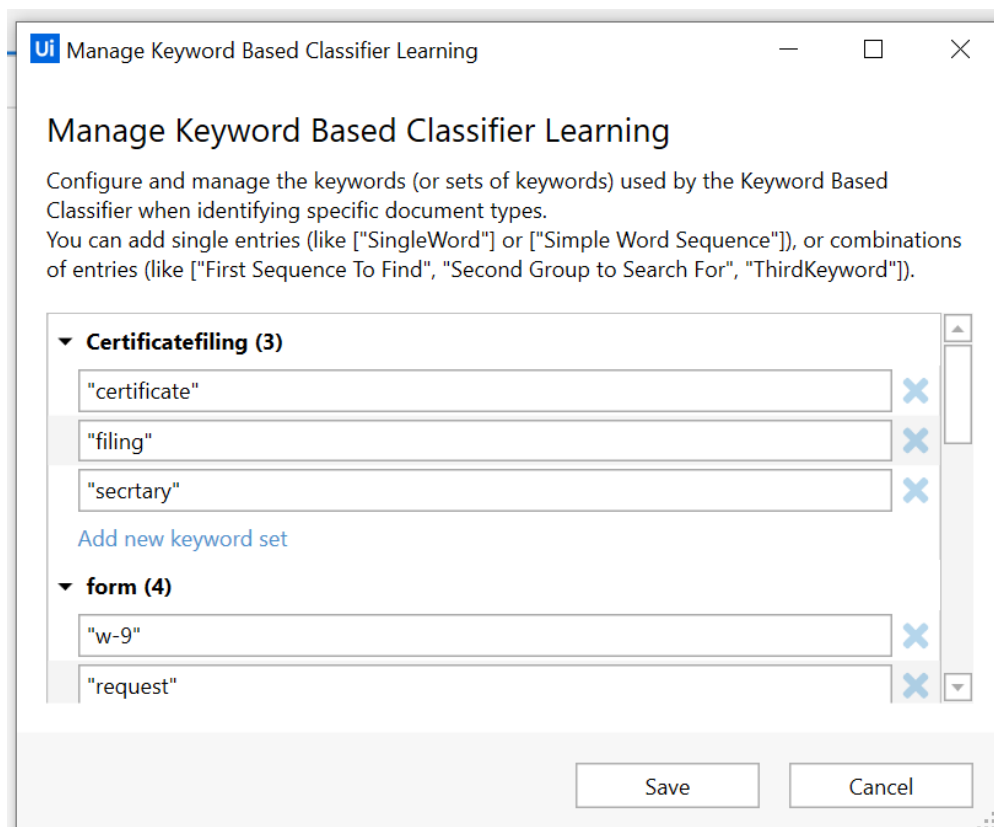 Ui Manage Keyword Based Classifier Learning
Manage Keyword Based Classifier Learning
Configure and manage the keywords (or sets of keywords) used by the Keyword Based
Classifier when identifying specific document types.
You can add single entries (like ["SingleWord"] or ["Simple Word Sequence"]), or combinations
of entries (like ["First Sequence To Find", "Second Group to Search For", "ThirdKeyword"]).
Certificatefiling (3)
"certificate"
"filing"
"secrtary"
Add new keyword set
form (4)
"w-9"
"request"
Save Cancel